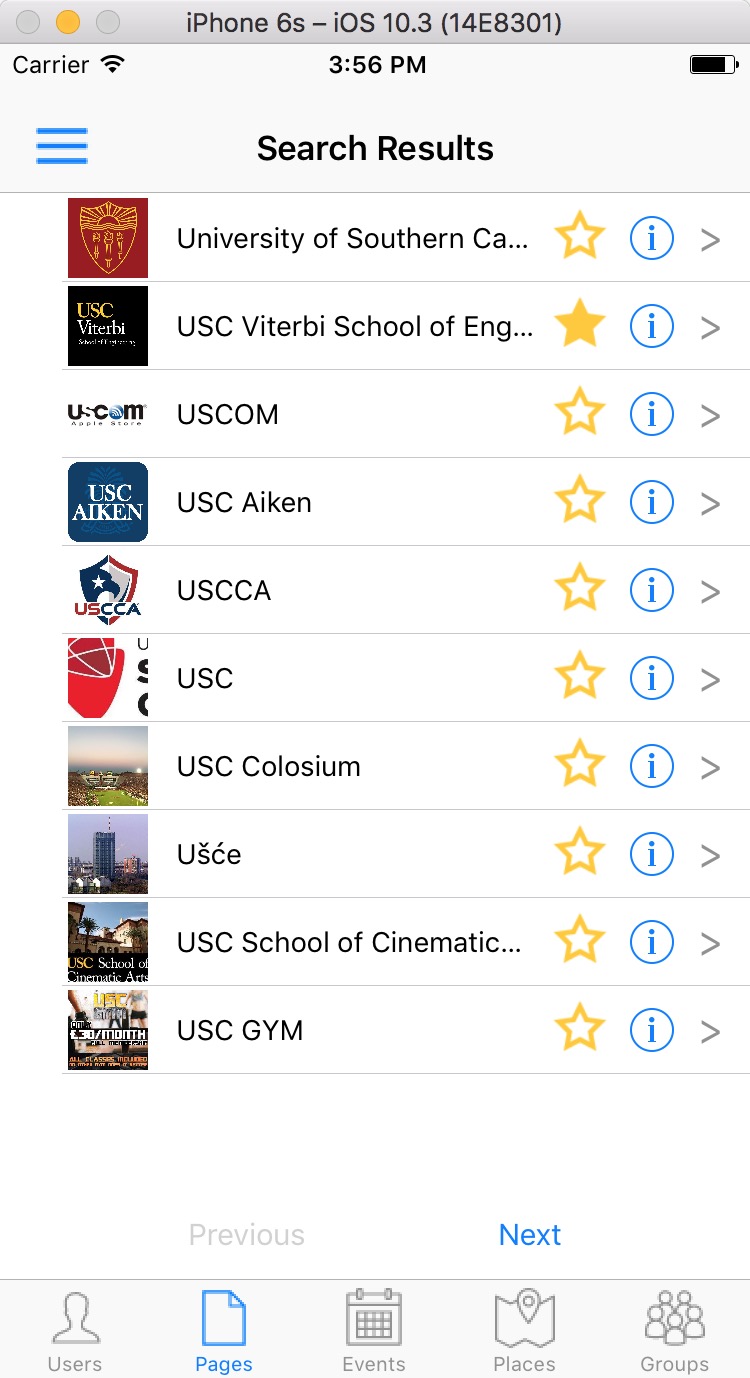 iPhone 6s – iOS 10.3 (14E8301)
Carrier 3:56 PM
Search Results
University of Southern Ca...
USC
Viterbi
School of Engineering
USC Viterbi School of Eng...
uscom
Apple Store
USCOM
USC
AIKEN
USC Aiken
USCCA
USCCA
U
S
C
USC
USC Colosium
Ušće
USC School of
Cinematic Arts
USC School of Cinematic...
USC
£30/MONTH
ALL CLASSES INCLUDED
USC GYM
Previous Next
Users Pages Events Places Groups